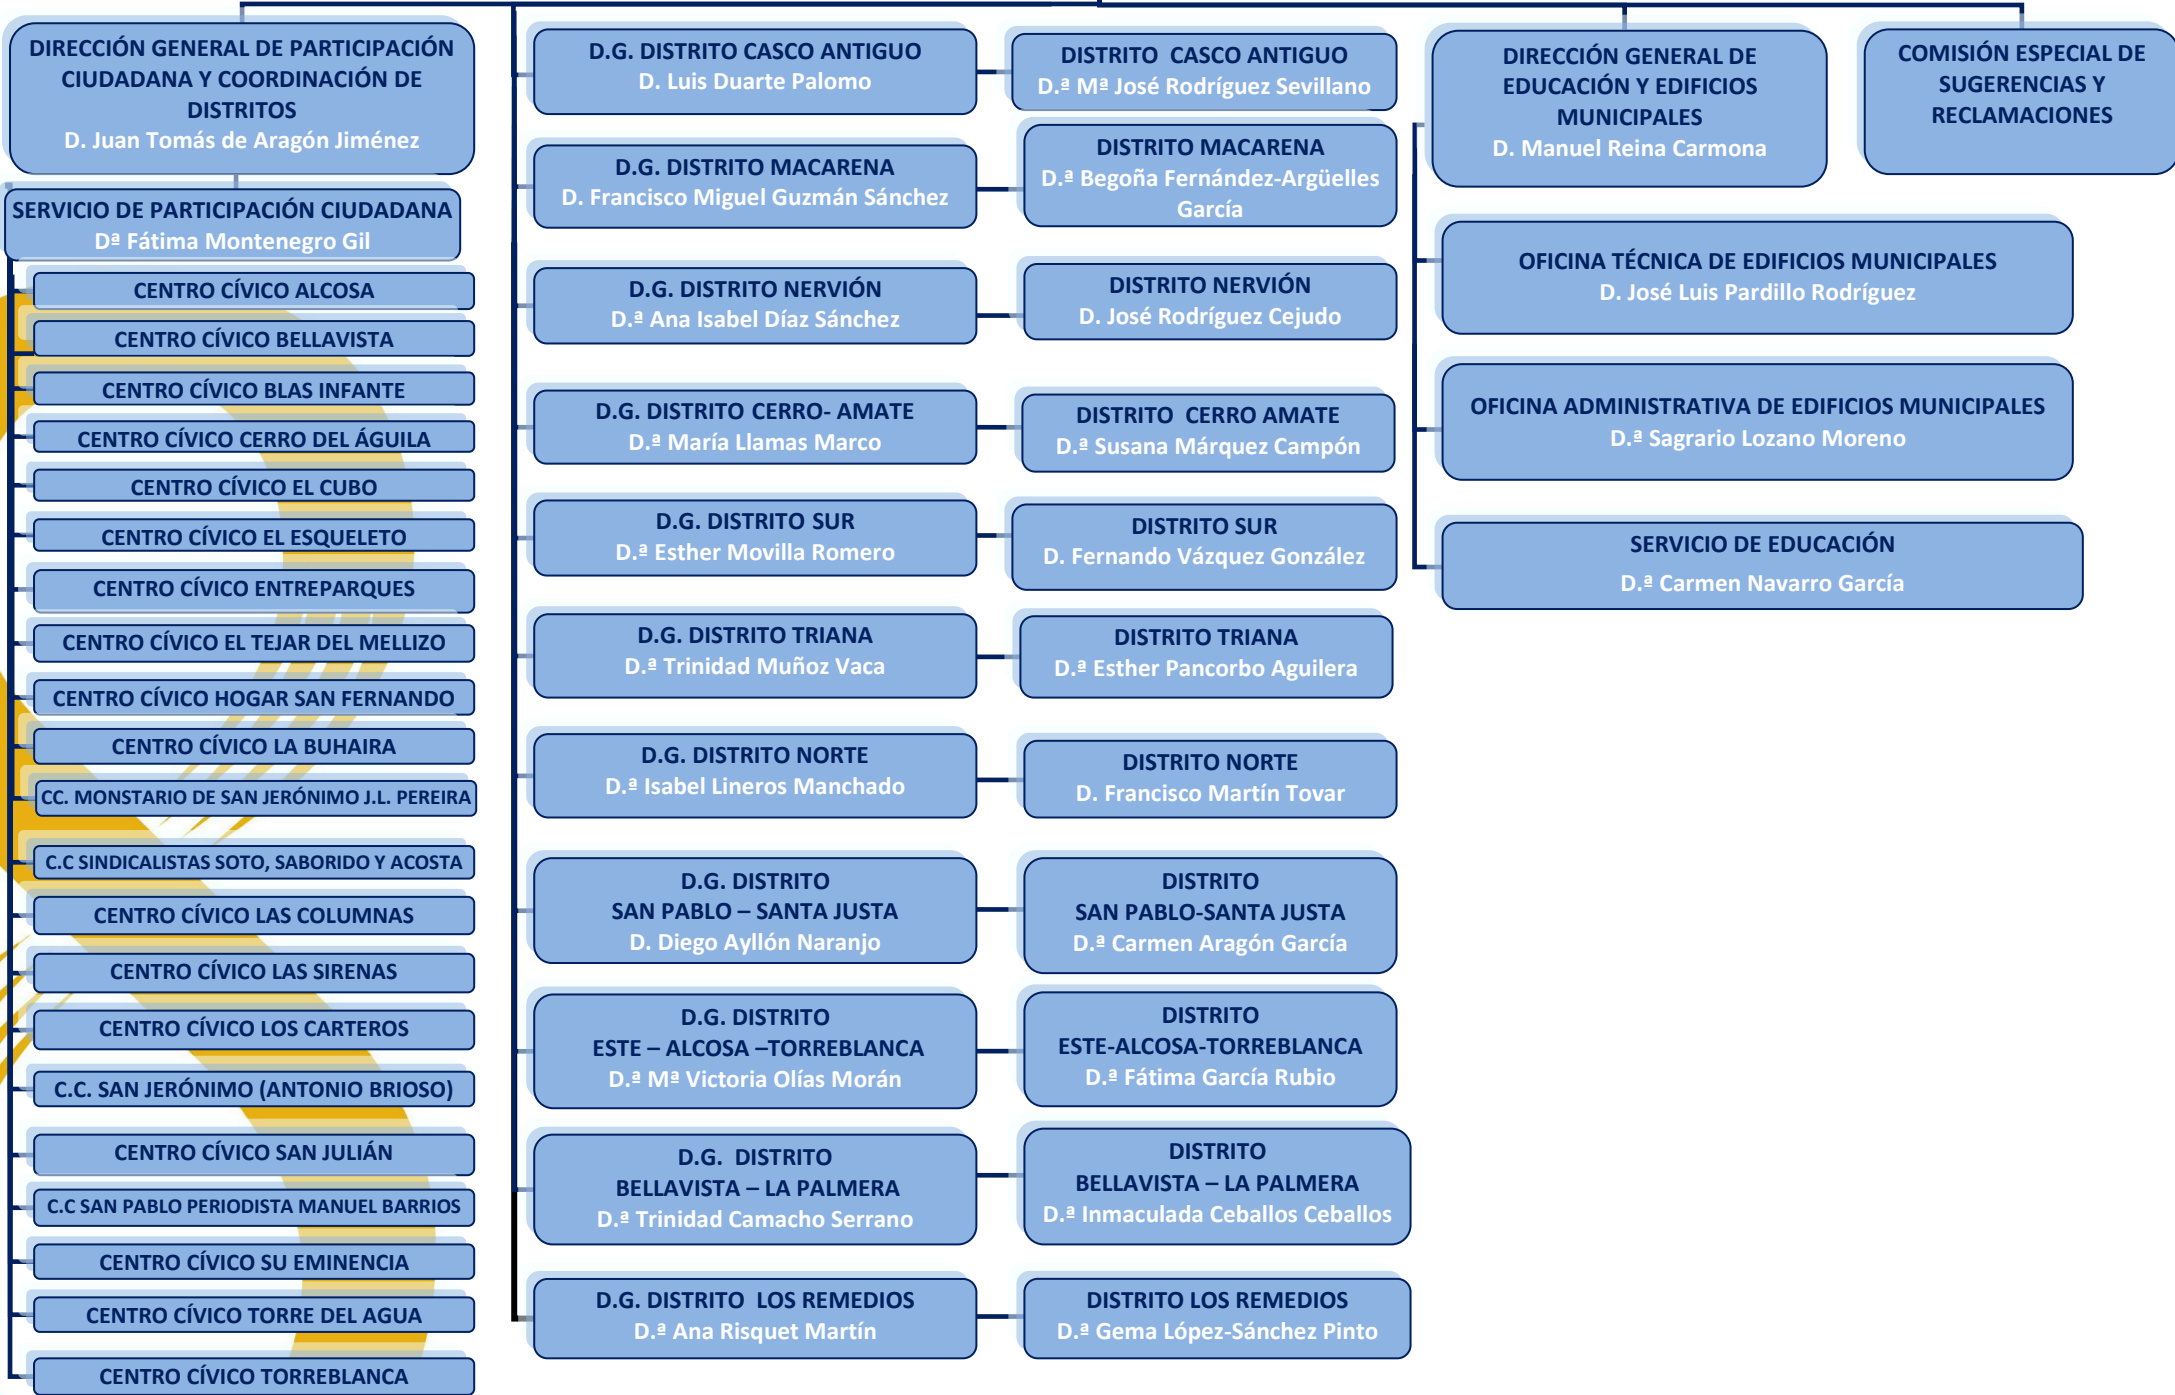 DIRECCIÓN GENERAL DE PARTICIPACIÓN
CIUDADANA Y COORDINACIÓN DE
DISTRITOS
D. Juan Tomás de Aragón Jiménez
SERVICIO DE PARTICIPACIÓN CIUDADANA
Dª Fátima Montenegro Gil
CENTRO CÍVICO ALCOSA
CENTRO CÍVICO BELLAVISTA
CENTRO CÍVICO BLAS INFANTE
CENTRO CÍVICO CERRO DEL ÁGUILA
CENTRO CÍVICO EL CUBO
CENTRO CÍVICO EL ESQUELETO
CENTRO CÍVICO ENTREPARQUES
CENTRO CÍVICO EL TEJAR DEL MELLIZO
CENTRO CÍVICO HOGAR SAN FERNANDO
CENTRO CÍVICO LA BUHAIRA
CC. MONSTARIO DE SAN JERÓNIMO J.L. PEREIRA
C.C SINDICALISTAS SOTO, SABORIDO Y ACOSTA
CENTRO CÍVICO LAS COLUMNAS
CENTRO CÍVICO LAS SIRENAS
CENTRO CÍVICO LOS CARTEROS
C.C. SAN JERÓNIMO (ANTONIO BRIOSO)
CENTRO CÍVICO SAN JULIÁN
C.C SAN PABLO PERIODISTA MANUEL BARRIOS
CENTRO CÍVICO SU EMINENCIA
CENTRO CÍVICO TORRE DEL AGUA
CENTRO CÍVICO TORREBLANCA
D.G. DISTRITO CASCO ANTIGUO
D. Luis Duarte Palomo
DISTRITO CASCO ANTIGUO
D.ª Mª José Rodríguez Sevillano
D.G. DISTRITO MACARENA
D. Francisco Miguel Guzmán Sánchez
DISTRITO MACARENA
D.ª Begoña Fernández-Argüelles
García
D.G. DISTRITO NERVIÓN
D.ª Ana Isabel Díaz Sánchez
DISTRITO NERVIÓN
D. José Rodríguez Cejudo
D.G. DISTRITO CERRO- AMATE
D.ª María Llamas Marco
DISTRITO CERRO AMATE
D.ª Susana Márquez Campón
D.G. DISTRITO SUR
D.ª Esther Movilla Romero
DISTRITO SUR
D. Fernando Vázquez González
D.G. DISTRITO TRIANA
D.ª Trinidad Muñoz Vaca
DISTRITO TRIANA
D.ª Esther Pancorbo Aguilera
D.G. DISTRITO NORTE
D.ª Isabel Lineros Manchado
DISTRITO NORTE
D. Francisco Martín Tovar
D.G. DISTRITO
SAN PABLO – SANTA JUSTA
D. Diego Ayllón Naranjo
DISTRITO
SAN PABLO-SANTA JUSTA
D.ª Carmen Aragón García
D.G. DISTRITO
ESTE – ALCOSA –TORREBLANCA
D.ª Mª Victoria Olías Morán
DISTRITO
ESTE-ALCOSA-TORREBLANCA
D.ª Fátima García Rubio
D.G. DISTRITO
BELLAVISTA – LA PALMERA
D.ª Trinidad Camacho Serrano
DISTRITO
BELLAVISTA – LA PALMERA
D.ª Inmaculada Ceballos Ceballos
D.G. DISTRITO LOS REMEDIOS
D.ª Ana Risquet Martín
DISTRITO LOS REMEDIOS
D.ª Gema López-Sánchez Pinto
DIRECCIÓN GENERAL DE
EDUCACIÓN Y EDIFICIOS
MUNICIPALES
D. Manuel Reina Carmona
OFICINA TÉCNICA DE EDIFICIOS MUNICIPALES
D. José Luis Pardillo Rodríguez
OFICINA ADMINISTRATIVA DE EDIFICIOS MUNICIPALES
D.ª Sagrario Lozano Moreno
SERVICIO DE EDUCACIÓN
D.ª Carmen Navarro García
COMISIÓN ESPECIAL DE
SUGERENCIAS Y
RECLAMACIONES